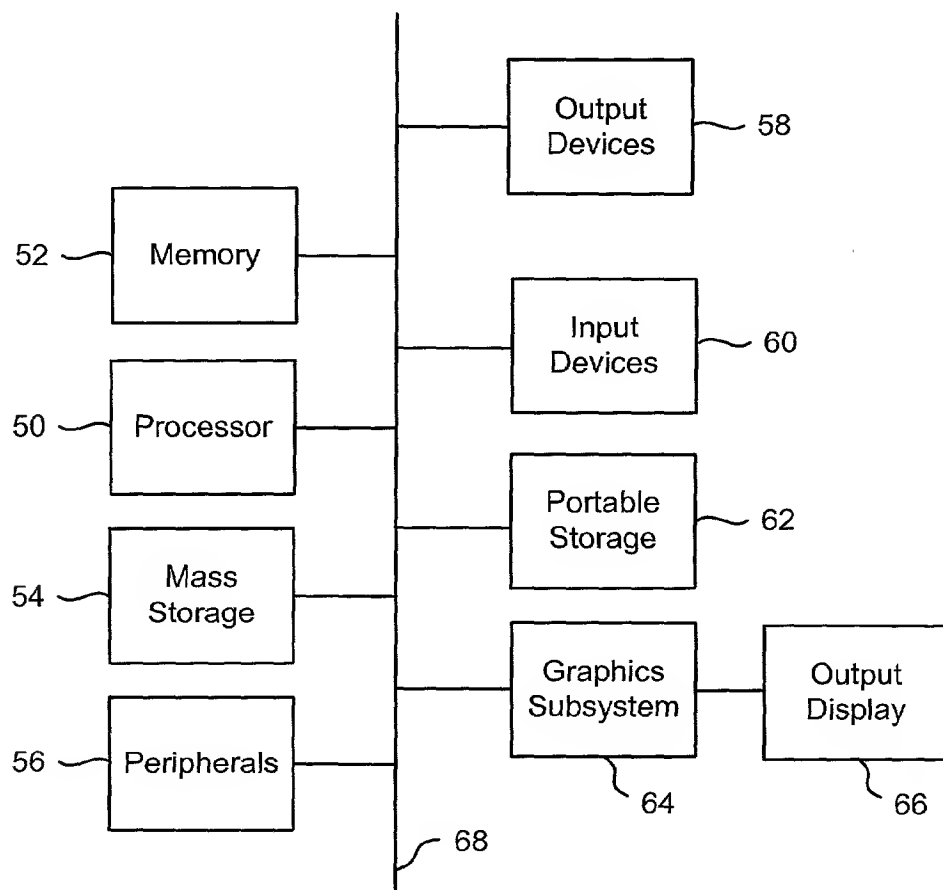 Output
Devices
58
52
Memory
Input
Devices
60
50
Processor
Portable
Storage
62
54
Mass
Storage
Graphics
Subsystem
Output
Display
56
Peripherals
64
66
68